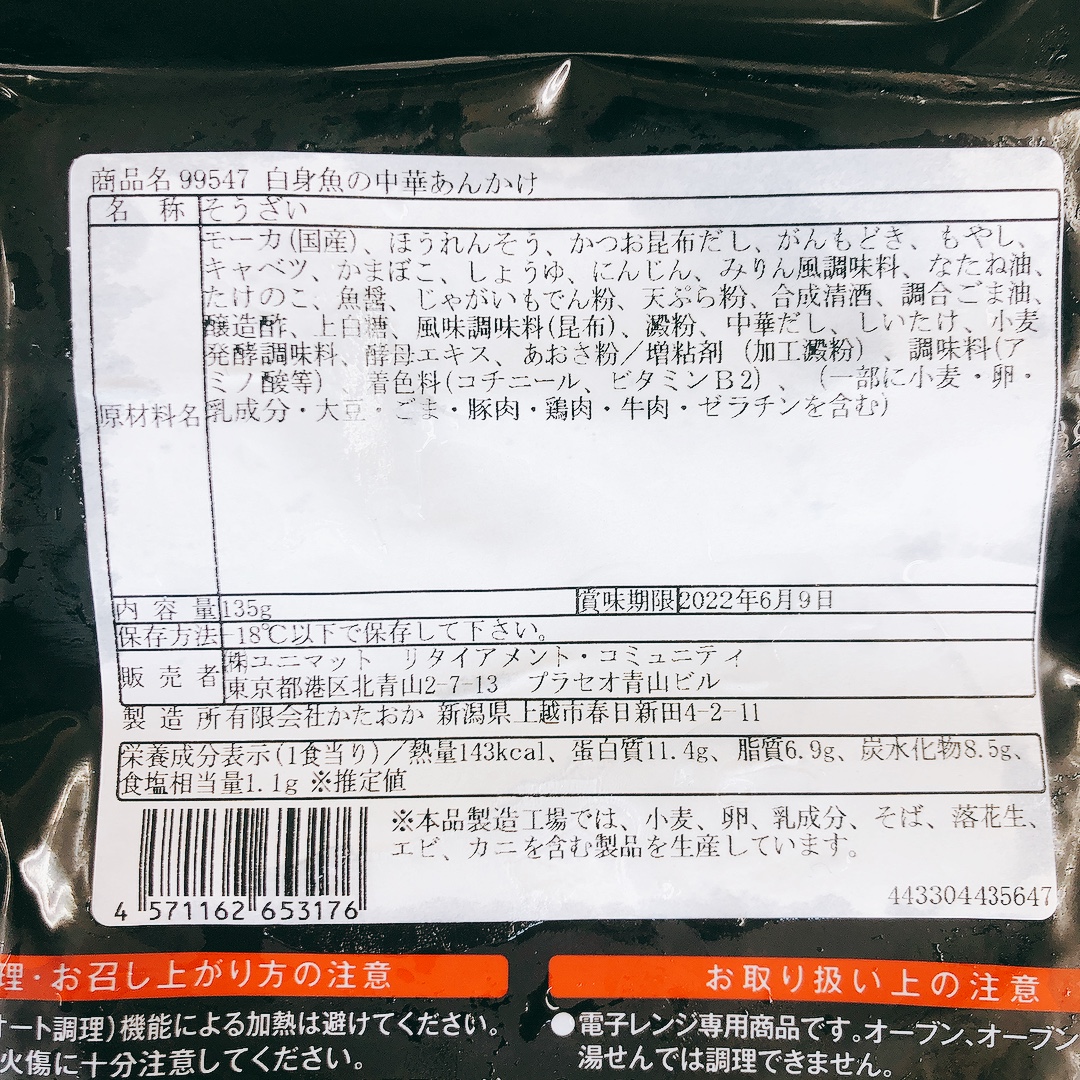 商品名 99547 白身魚の中華あんかけ
名 称 そうざい
原材料名
モーカ(国産)、ほうれんそう、かつお昆布だし、がんもどき、もやし、
キャベツ、かまぼこ、しょうゆ、にんじん、みりん風調味料、なたね油、
たけのこ、魚醤、じゃがいもでん粉、天ぷら粉、合成清酒、調合ごま油、
醸造酢、上白糖、風味調味料(昆布)、澱粉、中華だし、しいたけ、小麦
発酵調味料、酵母エキス、あおさ粉／増粘剤（加工澱粉）、調味料(ア
ミノ酸等)、着色料(コチニール、ビタミンB2)、(一部に小麦・卵・
乳成分・大豆・ごま・豚肉・鶏肉・牛肉・ゼラチンを含む)
内 容 量 135g 賞味期限 2022年6月9日
保存方法 -18℃以下で保存して下さい。
販 売 者 ㈱ユニマット リタイアメント・コミュニティ
東京都港区北青山2-7-13 プラセオ青山ビル
製 造 所 有限会社かたおか 新潟県上越市春日新田4-2-11
栄養成分表示(1食当り)／熱量143kcal、蛋白質11.4g、脂質6.9g、炭水化物8.5g、
食塩相当量1.1g ※推定値
※本品製造工場では、小麦、卵、乳成分、そば、落花生、
エビ、カニを含む製品を生産しています。
443304435647
4 571162 653176
理・お召し上がり方の注意
ート調理)機能による加熱は避けてください。
火傷に十分注意してください。
お取り扱い上の注意
●電子レンジ専用商品です。オーブン、オーブン
湯せんでは調理できません。